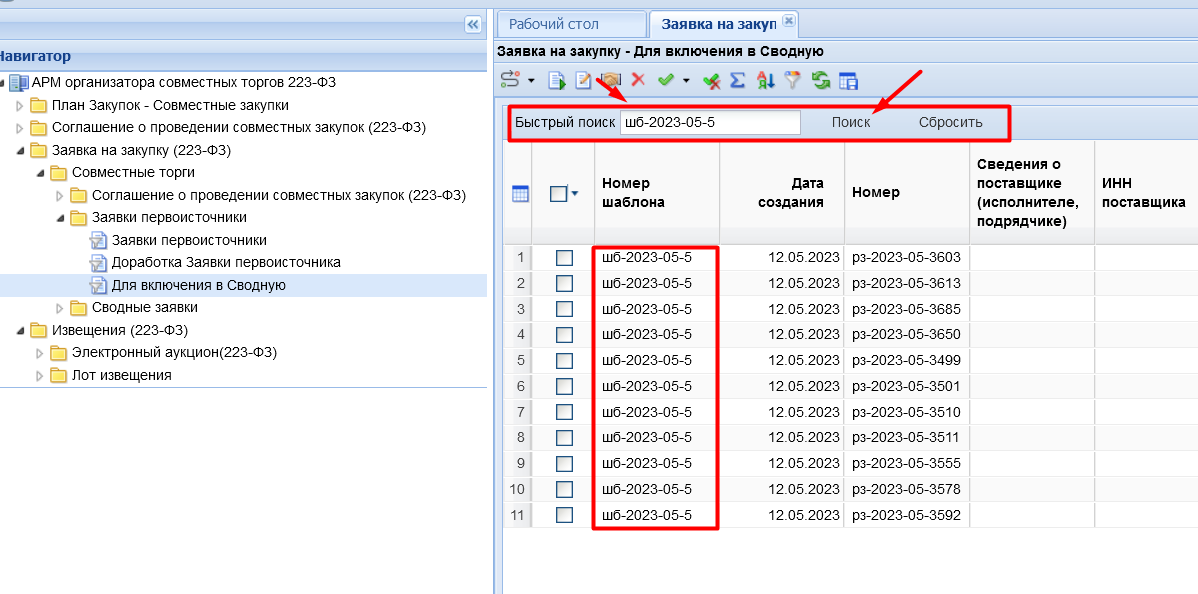 Навигатор
АРМ организатора совместных торгов 223-ФЗ
План Закупок - Совместные закупки
Соглашение о проведении совместных закупок (223-ФЗ)
Заявка на закупку (223-ФЗ)
Совместные торги
Соглашение о проведении совместных закупок (223-ФЗ)
Заявки первоисточники
Заявки первоисточники
Доработка Заявки первоисточника
Для включения в Сводную
Сводные заявки
Извещения (223-ФЗ)
Электронный аукцион(223-ФЗ)
Лот извещения
Рабочий стол
Заявка на закуп
Заявка на закупку - Для включения в Сводную
Быстрый поиск шб-2023-05-5 Поиск Сбросить
Номер шаблона
Дата создания
Номер
Сведения о поставщике (исполнителе, подрядчике)
ИНН поставщика
1 шб-2023-05-5 12.05.2023 рз-2023-05-3603
2 шб-2023-05-5 12.05.2023 рз-2023-05-3613
3 шб-2023-05-5 12.05.2023 рз-2023-05-3685
4 шб-2023-05-5 12.05.2023 рз-2023-05-3650
5 шб-2023-05-5 12.05.2023 рз-2023-05-3499
6 шб-2023-05-5 12.05.2023 рз-2023-05-3501
7 шб-2023-05-5 12.05.2023 рз-2023-05-3510
8 шб-2023-05-5 12.05.2023 рз-2023-05-3511
9 шб-2023-05-5 12.05.2023 рз-2023-05-3555
10 шб-2023-05-5 12.05.2023 рз-2023-05-3578
11 шб-2023-05-5 12.05.2023 рз-2023-05-3592